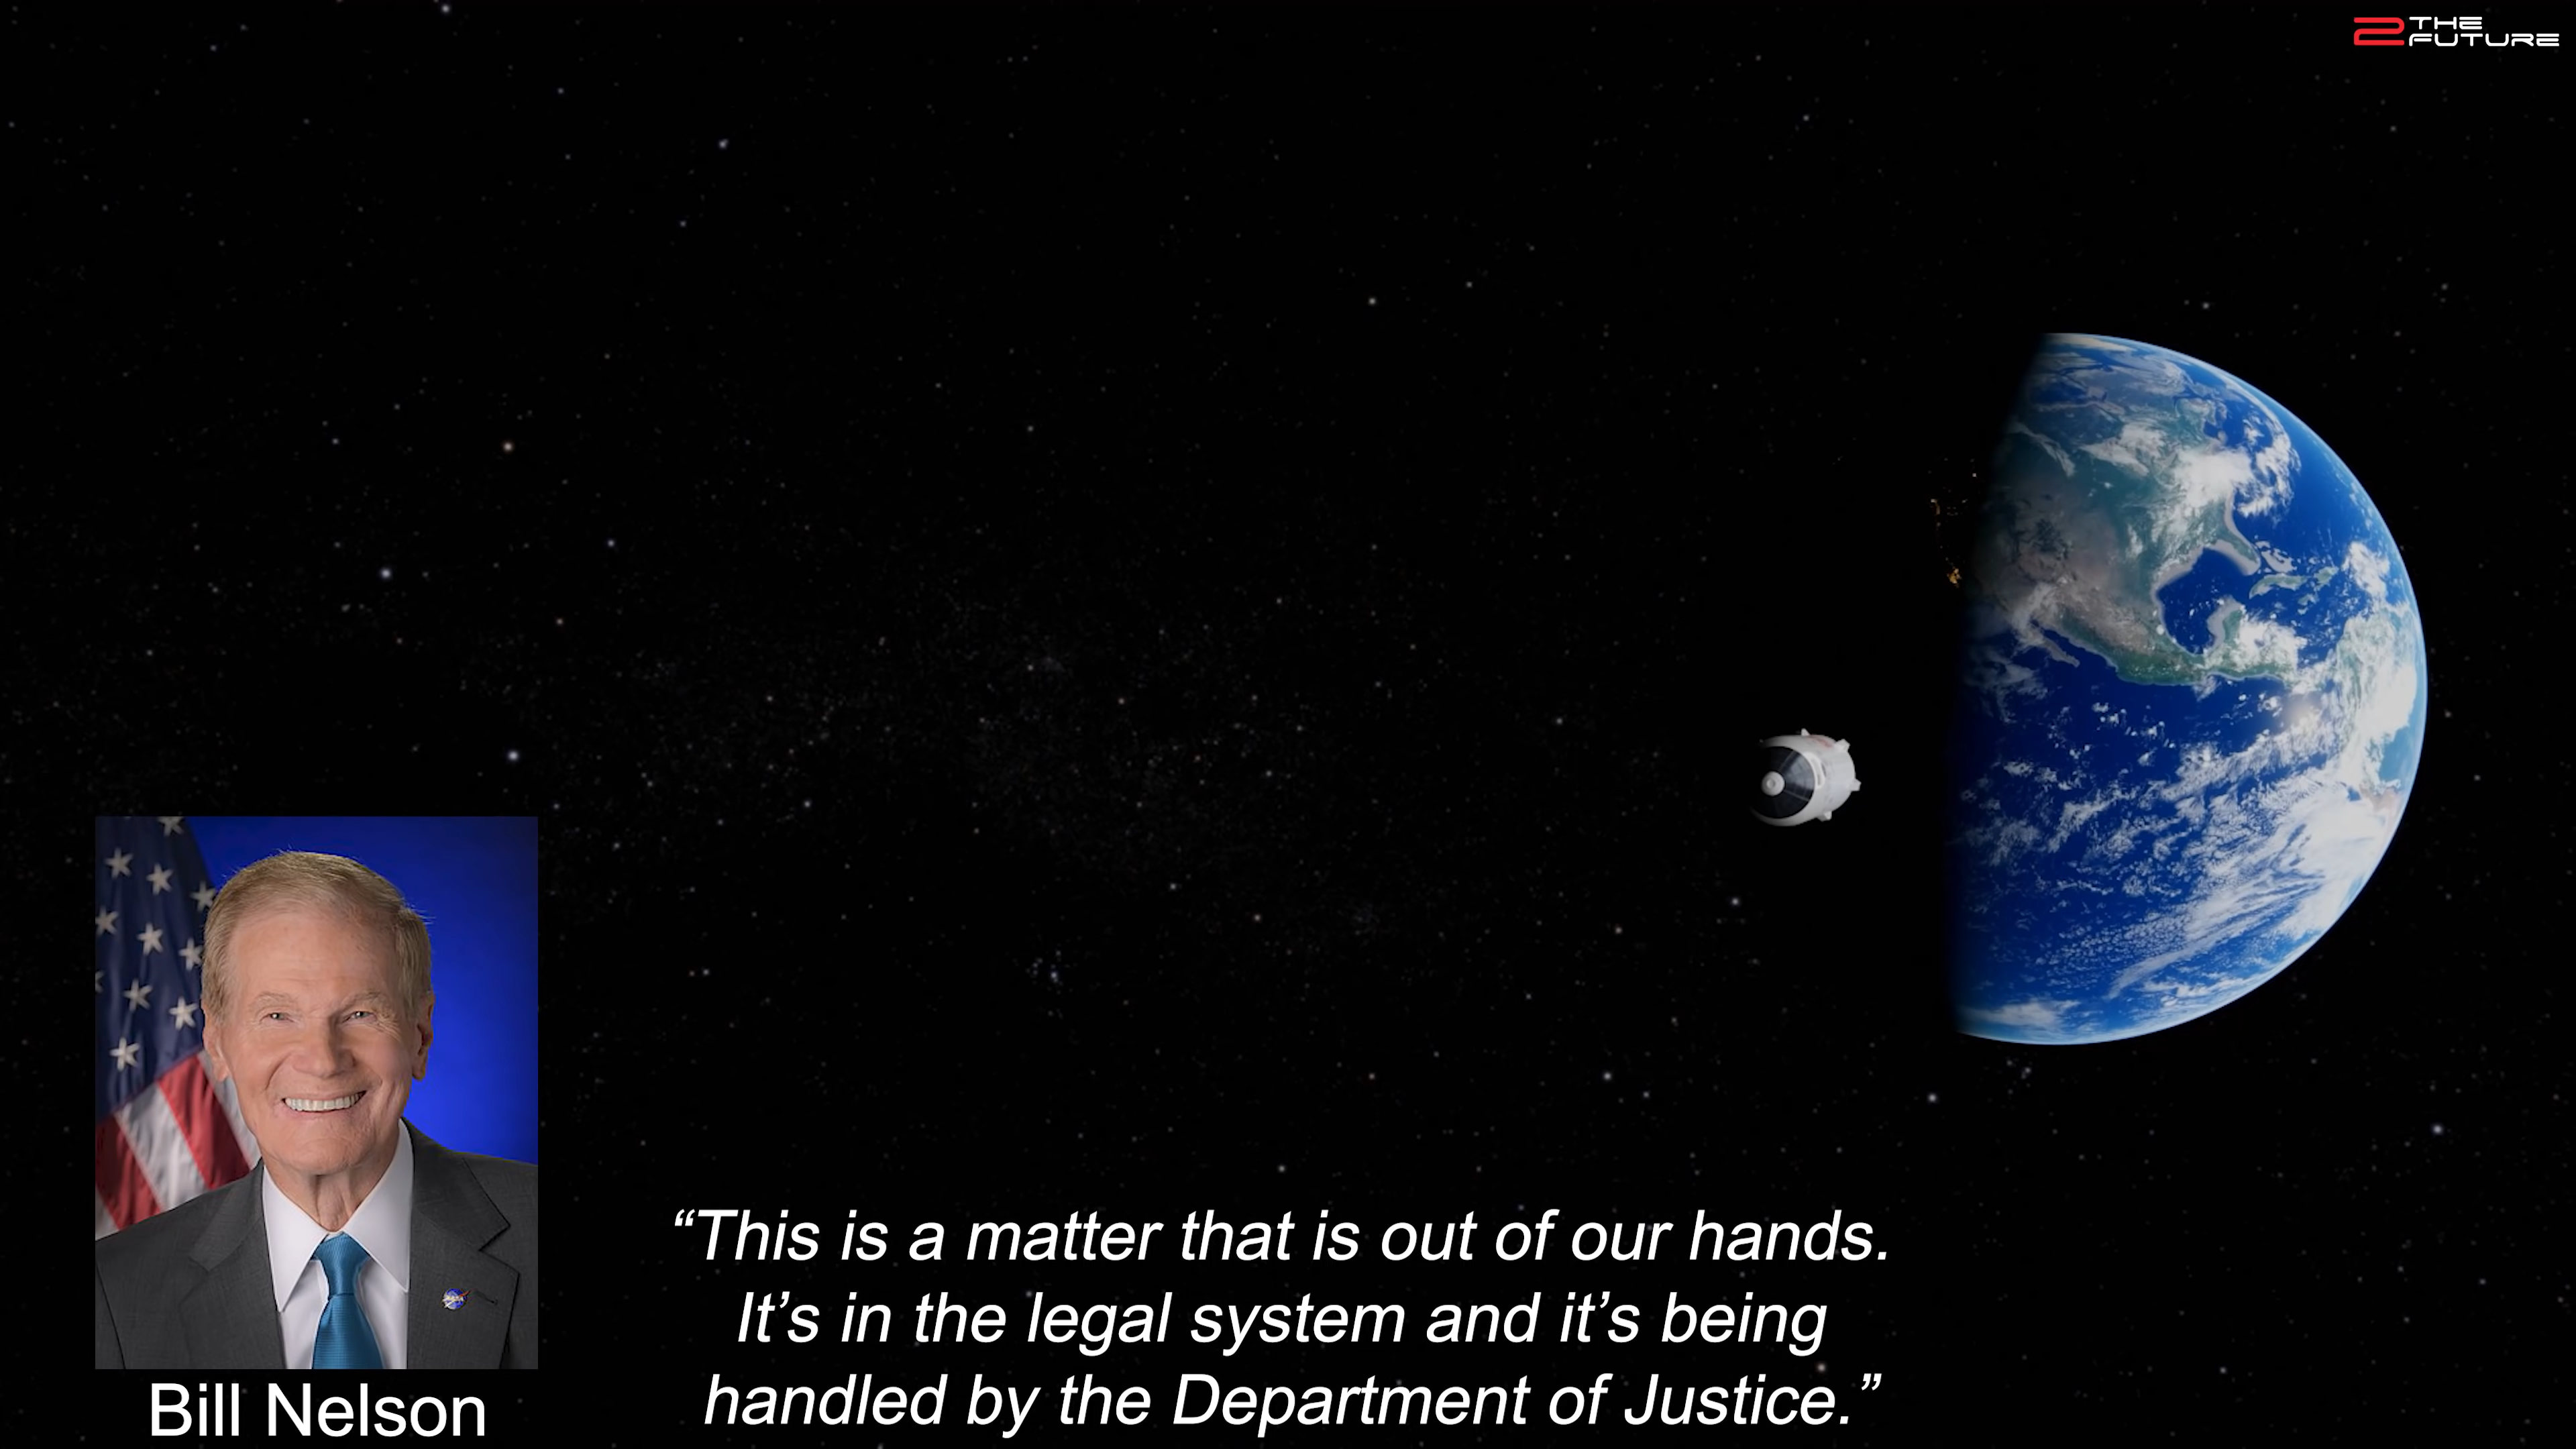 2 THE
FUTURE
“This is a matter that is out of our hands.
It’s in the legal system and it’s being
handled by the Department of Justice.”
Bill Nelson